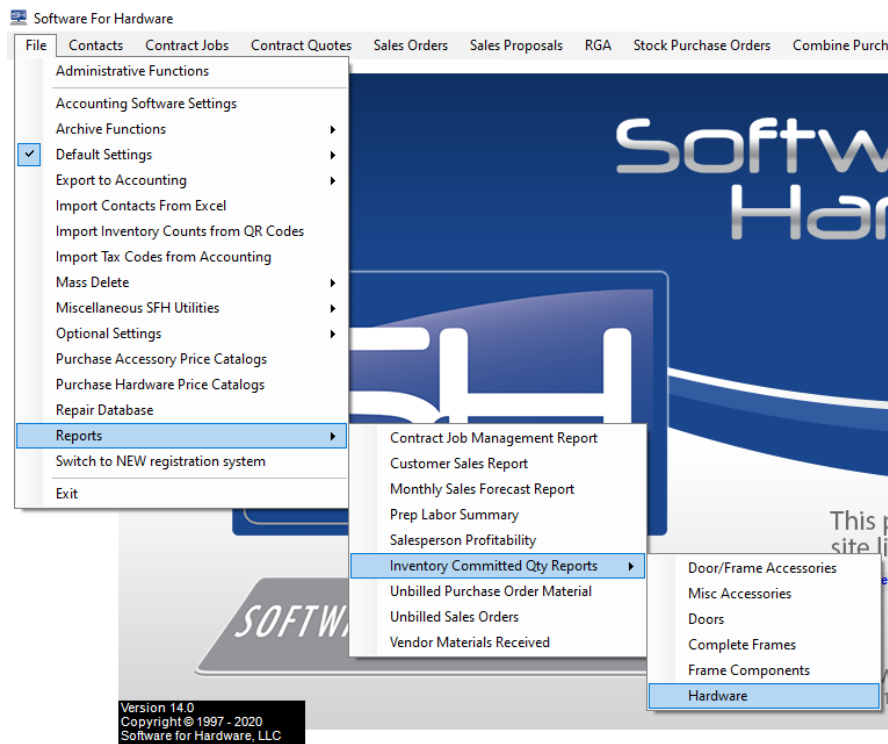 Software For Hardware
File Contacts Contract Jobs Contract Quotes Sales Orders Sales Proposals RGA Stock Purchase Orders Combine Purch
Administrative Functions
Accounting Software Settings
Archive Functions
Default Settings
Export to Accounting
Import Contacts From Excel
Import Inventory Counts from QR Codes
Import Tax Codes from Accounting
Mass Delete
Miscellaneous SFH Utilities
Optional Settings
Purchase Accessory Price Catalogs
Purchase Hardware Price Catalogs
Repair Database
Reports
Switch to NEW registration system
Exit
Contract Job Management Report
Customer Sales Report
Monthly Sales Forecast Report
Prep Labor Summary
Salesperson Profitability
Inventory Committed Qty Reports
Unbilled Purchase Order Material
Unbilled Sales Orders
Vendor Materials Received
Door/Frame Accessories
Misc Accessories
Doors
Complete Frames
Frame Components
Hardware
Softw
Har
SH
This p
site li
SOFTW
Version 14.0
Copyright © 1997 - 2020
Software for Hardware, LLC